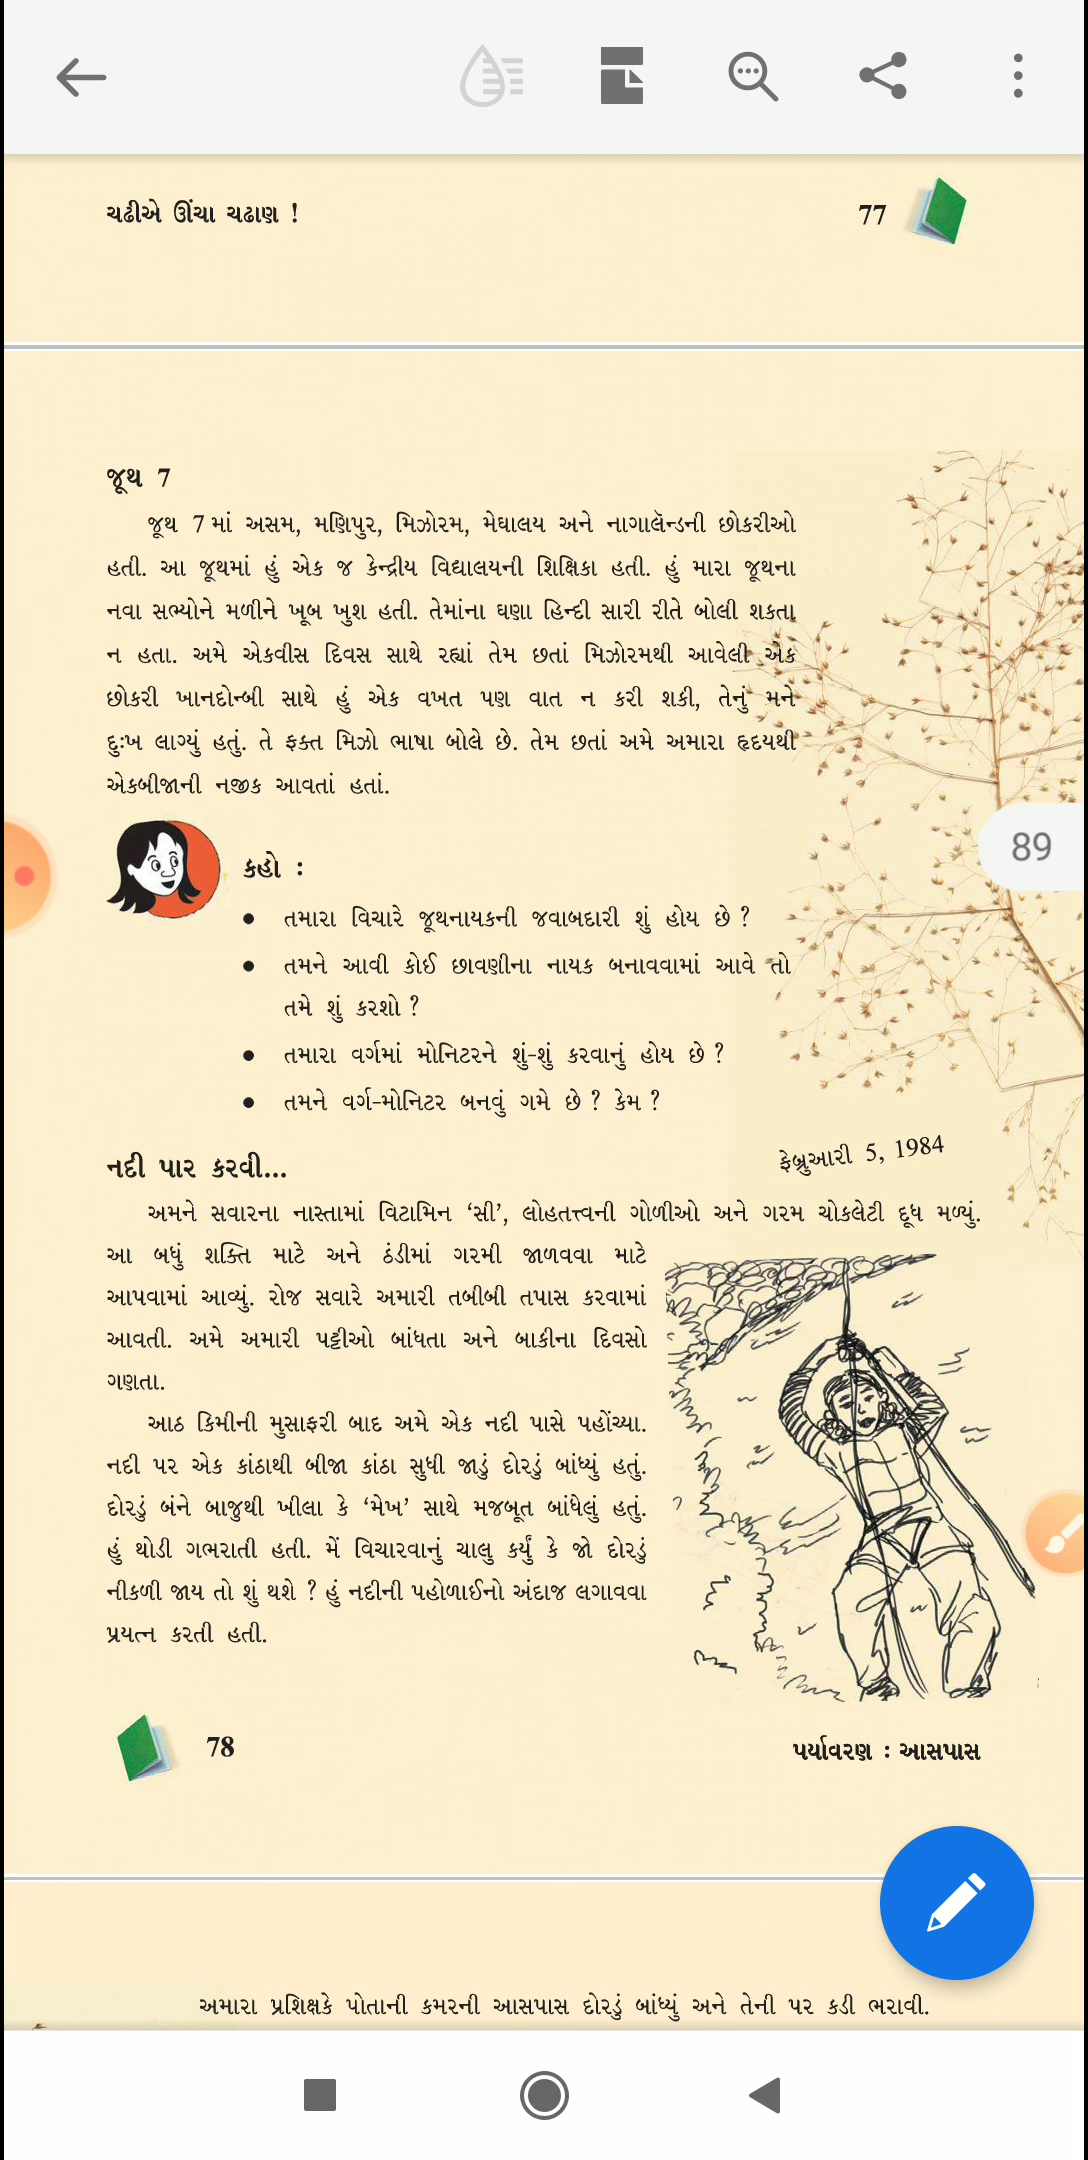 ચઢીએ ઊંચા ચઢાણ !
77
જૂથ 7
જૂથ 7માં અસમ, મણિપુર, મિઝોરમ, મેઘાલય અને નાગાલૅન્ડની છોકરીઓ
હતી. આ જૂથમાં હું એક જ કેન્દ્રીય વિદ્યાલયની શિક્ષિકા હતી. હું મારા જૂથના
નવા સભ્યોને મળીને ખૂબ ખુશ હતી. તેમાંના ઘણા હિન્દી સારી રીતે બોલી શકતા
ન હતા. અમે એકવીસ દિવસ સાથે રહ્યાં તેમ છતાં મિઝોરમથી આવેલી એક
છોકરી ખાનદોન્બી સાથે હું એક વખત પણ વાત ન કરી શકી, તેનું મને
દુઃખ લાગ્યું હતું. તે ફક્ત મિઝો ભાષા બોલે છે. તેમ છતાં અમે અમારા હૃદયથી
એકબીજાની નજીક આવતાં હતાં.
89
કહો :
• તમારા વિચારે જૂથનાયકની જવાબદારી શું હોય છે ?
• તમને આવી કોઈ છાવણીના નાયક બનાવવામાં આવે તો
તમે શું કરશો ?
• તમારા વર્ગમાં મોનિટરને શું-શું કરવાનું હોય છે ?
• તમને વર્ગ-મોનિટર બનવું ગમે છે ? કેમ ?
ફેબ્રુઆરી 5, 1984
નદી પાર કરવી...
અમને સવારના નાસ્તામાં વિટામિન ‘સી’, લોહતત્ત્વની ગોળીઓ અને ગરમ ચોકલેટી દૂધ મળ્યું.
આ બધું શક્તિ માટે અને ઠંડીમાં ગરમી જાળવવા માટે
આપવામાં આવ્યું. રોજ સવારે અમારી તબીબી તપાસ કરવામાં
આવતી. અમે અમારી પટ્ટીઓ બાંધતા અને બાકીના દિવસો
ગણતા.
આઠ કિમીની મુસાફરી બાદ અમે એક નદી પાસે પહોંચ્યા.
નદી પર એક કાંઠાથી બીજા કાંઠા સુધી જાડું દોરડું બાંધ્યું હતું.
દોરડું બંને બાજુથી ખીલા કે ‘મેખ’ સાથે મજબૂત બાંધેલું હતું.
હું થોડી ગભરાતી હતી. મેં વિચારવાનું ચાલુ કર્યું કે જો દોરડું
નીકળી જાય તો શું થશે ? હું નદીની પહોળાઈનો અંદાજ લગાવવા
પ્રયત્ન કરતી હતી.
78
પર્યાવરણ : આસપાસ
અમારા પ્રશિક્ષકે પોતાની કમરની આસપાસ દોરડું બાંધ્યું અને તેની પર કડી ભરાવી.